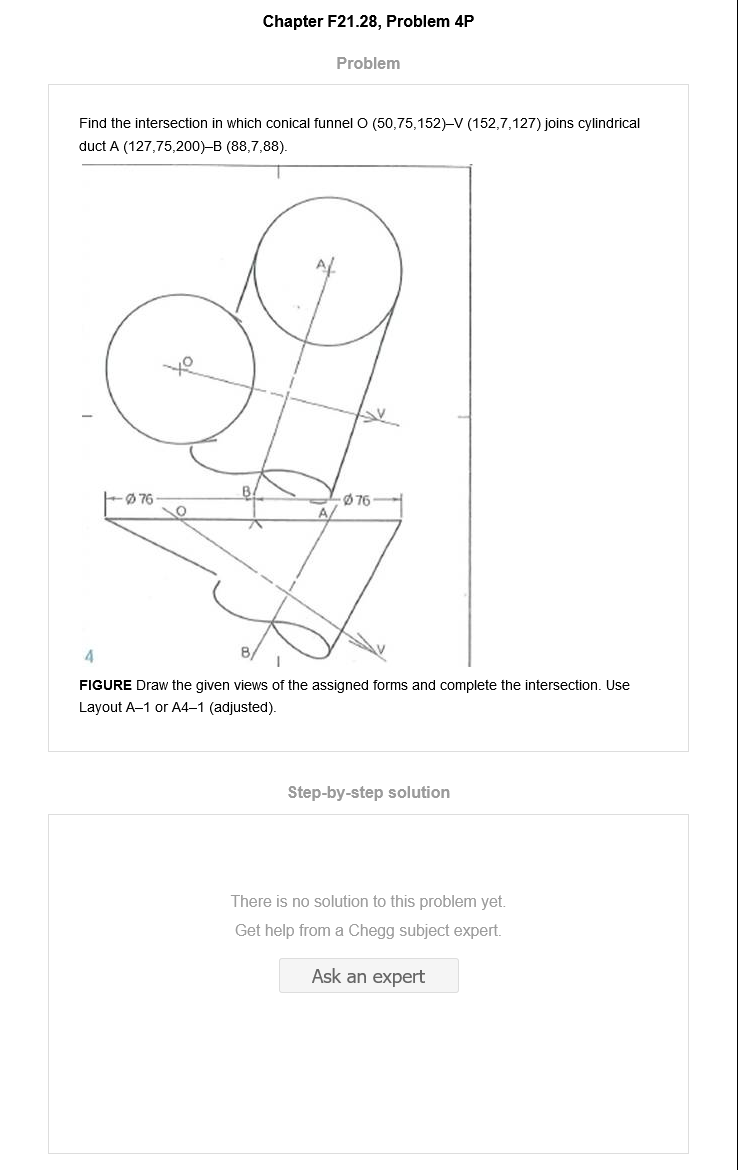 Chapter F21.28, Problem 4P
Problem
Find the intersection in which conical funnel O (50,75,152)–V (152,7,127) joins cylindrical
duct A (127,75,200)–B (88,7,88).
A
O
V
B
Ø 76
Ø 76
O
A
B
V
4
FIGURE Draw the given views of the assigned forms and complete the intersection. Use
Layout A–1 or A4–1 (adjusted).
Step-by-step solution
There is no solution to this problem yet.
Get help from a Chegg subject expert.
Ask an expert